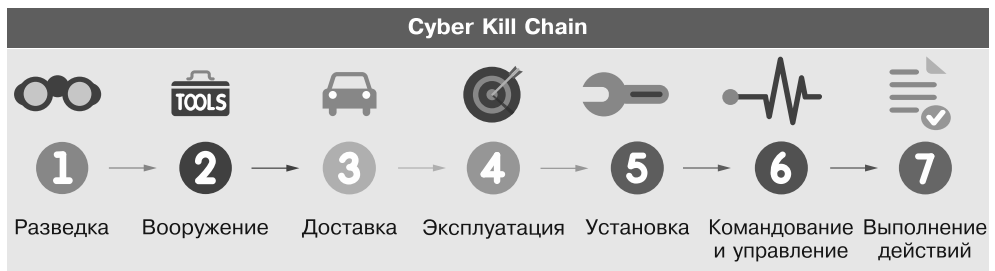 Cyber Kill Chain
TOOLS
1 2 3 4 5 6 7
Разведка Вооружение Доставка Эксплуатация Установка Командование и управление Выполнение действий